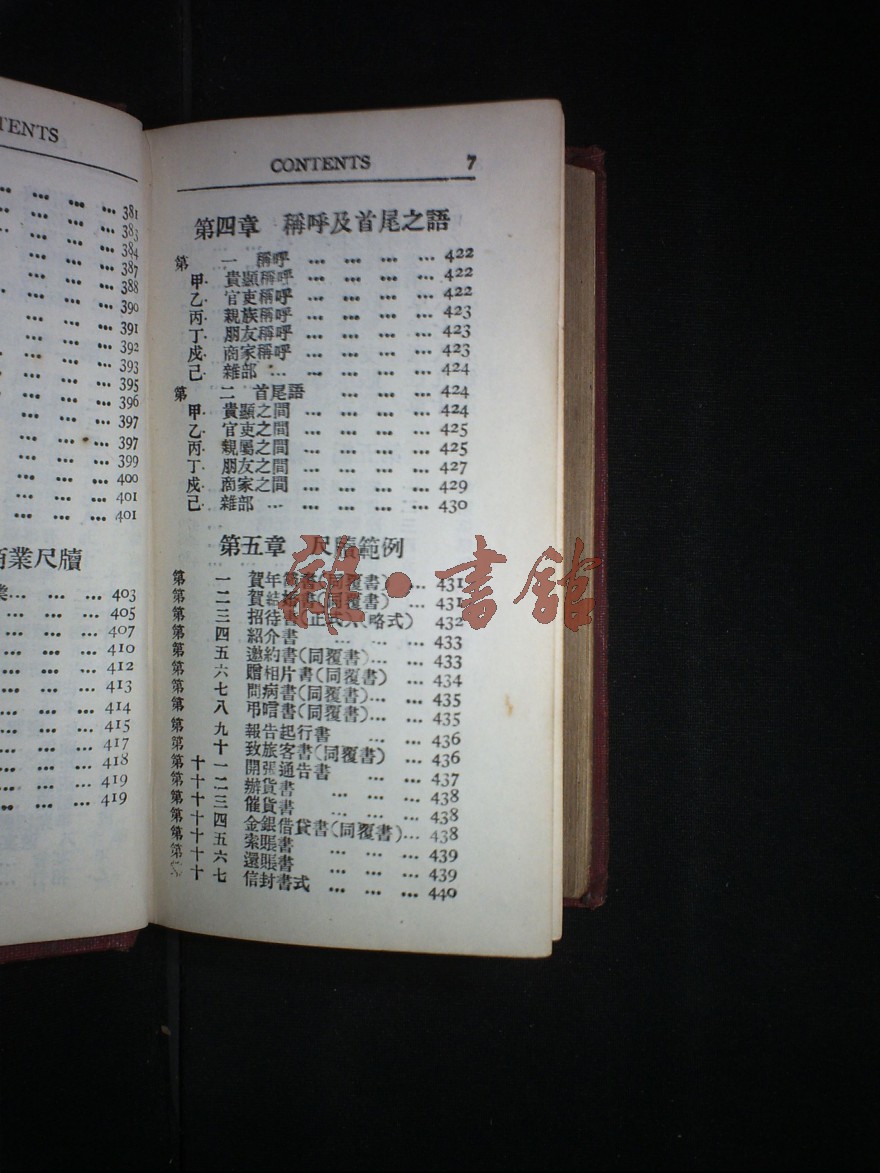 TENTS
... ... ... ... 381
... ... ... ... 383
... ... ... ... 384
... ... ... ... 387
... ... ... ... 388
... ... ... 390
... ... ... ... 391
... ... ... ... 392
... ... ... ... 393
... ... ... ... 395
... ... ... ... 396
... ... ... ... 397
... ... ... ... 397
... ... ... ... 399
... ... ... ... 400
... ... ... ... 401
... ... ... ... 401
商業尺牘
業... ... ... 403
... ... ... 405
... ... ... 407
... ... ... 410
... ... ... 412
... ... ... 413
... ... ... 414
... ... ... 415
... ... ... 417
... ... ... 418
... ... ... 419
... ... ... 419
CONTENTS 7
第四章 稱呼及首尾之語
第一 稱呼 ... ... ... ... 422
甲. 貴顯稱呼 ... ... ... ... 422
乙. 官吏稱呼 ... ... ... ... 422
丙. 親族稱呼 ... ... ... ... 423
丁. 朋友稱呼 ... ... ... ... 423
戊. 商家稱呼 ... ... ... ... 423
己. 雜部 ... ... ... ... ... 424
第二 首尾語 ... ... ... ... 424
甲. 貴顯之間 ... ... ... ... 424
乙. 官吏之間 ... ... ... ... 425
丙. 親屬之間 ... ... ... ... 425
丁. 朋友之間 ... ... ... ... 427
戊. 商家之間 ... ... ... ... 429
己. 雜部 ... ... ... ... ... 430
第五章 尺牘範例
第一 賀年書(同覆書) ... 431
第二 賀結婚書(同覆書) ... 431
第三 招待書(正式、略式) 432
第四 紹介書 ... ... ... 433
第五 邀約書(同覆書)... ... 433
第六 贈相片書(同覆書) ... 434
第七 問病書(同覆書)... ... 435
第八 弔唁書(同覆書)... ... 435
第九 報告起行書 ... ... 436
第十 致旅客書(同覆書) ... 436
第十一 開張通告書 ... ... 437
第十二 辦貨書 ... ... ... 438
第十三 催貨書 ... ... ... 438
第十四 金銀借貸書(同覆書)... 438
第十五 索賬書 ... ... ... 439
第十六 還賬書 ... ... ... 439
第十七 信封書式 ... ... ... 440
雜·書館